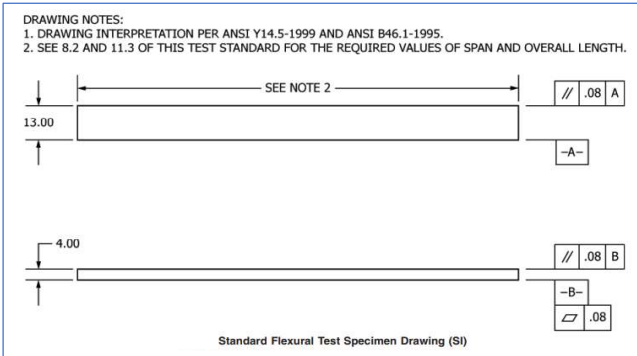 DRAWING NOTES:
1. DRAWING INTERPRETATION PER ANSI Y14.5-1999 AND ANSI B46.1-1995.
2. SEE 8.2 AND 11.3 OF THIS TEST STANDARD FOR THE REQUIRED VALUES OF SPAN AND OVERALL LENGTH.
SEE NOTE 2
// .08 A
13.00
-A-
4.00
// .08 B
-B-
⏥ .08
Standard Flexural Test Specimen Drawing (SI)